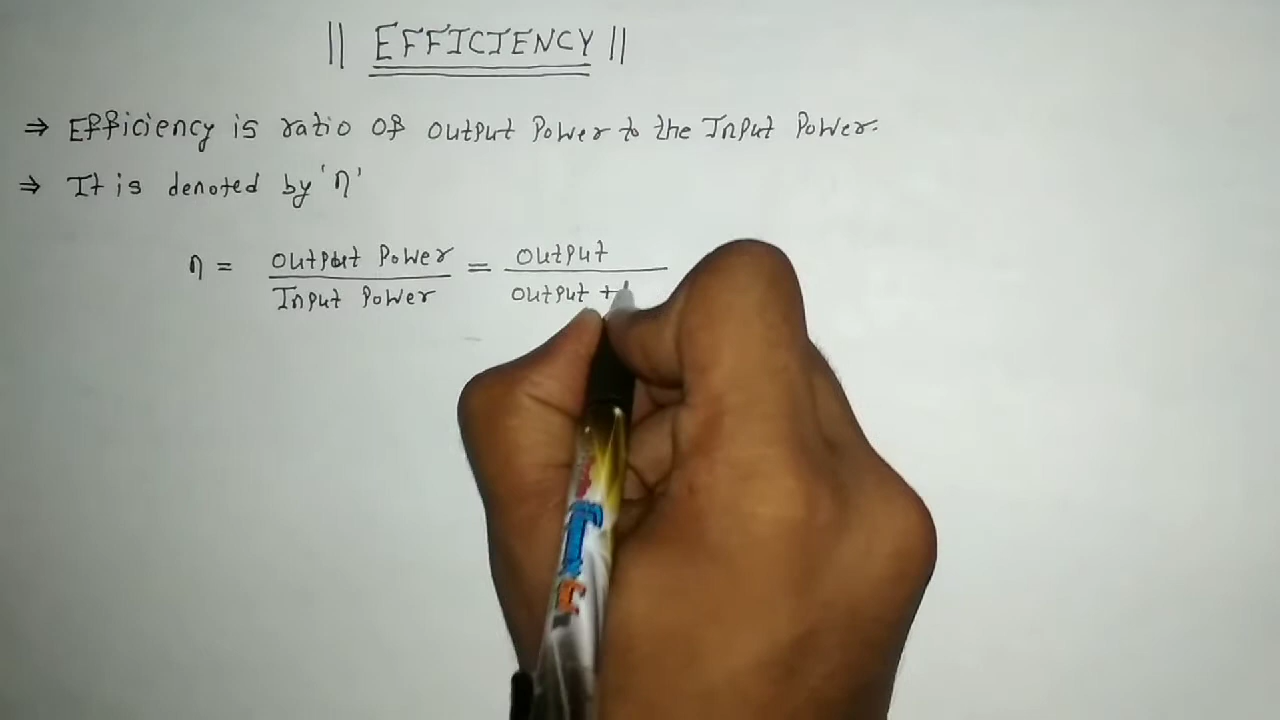 || EFFICIENCY ||
⇒ Efficiency is ratio of output Power to the Input Power.
⇒ It is denoted by 'η'
η = Output Power / Input Power = output / output +